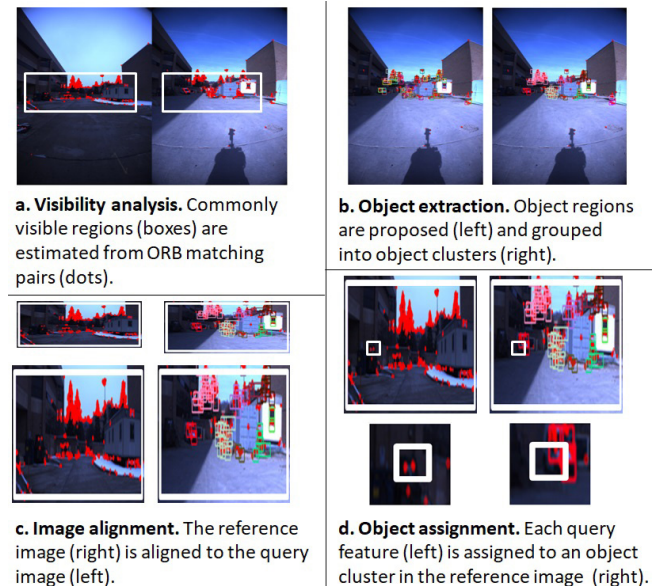 a. Visibility analysis. Commonly
visible regions (boxes) are
estimated from ORB matching
pairs (dots).
b. Object extraction. Object regions
are proposed (left) and grouped
into object clusters (right).
c. Image alignment. The reference
image (right) is aligned to the query
image (left).
d. Object assignment. Each query
feature (left) is assigned to an object
cluster in the reference image  (right).